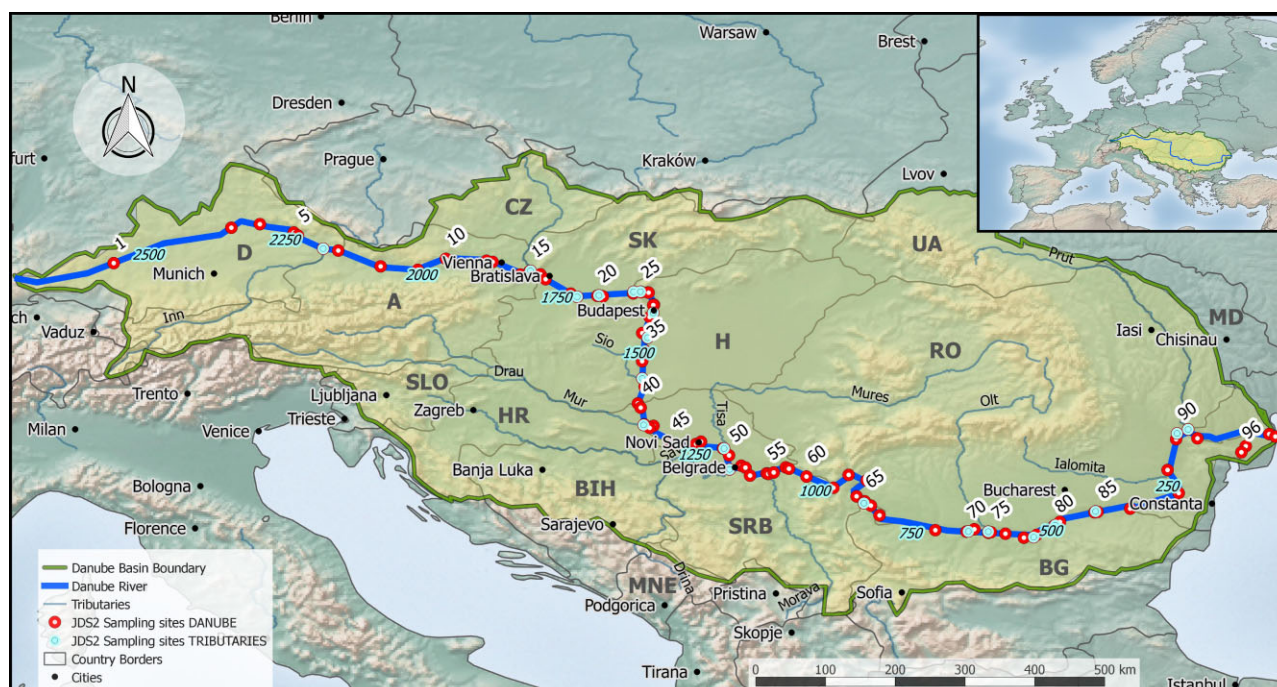 Berlin
Warsaw
Brest
N
Dresden
furt
Prague
Kraków
Lvov
CZ
SK
UA
Prut
1
2500
5
2250
D
Munich
10
Vienna
2000
15
Bratislava
1750
20
25
Budapest
A
Inn
ch
Vaduz
35
1500
Sio
H
RO
Iasi
Chisinau
MD
Trento
SLO
Ljubljana
Drau
Mur
40
Mures
Olt
Trieste
Zagreb
HR
Milan
Venice
45
Tisa
Novi Sad
1250
50
Belgrade
55
60
1000
65
90
96
Ialomita
250
Banja Luka
Bologna
BIH
Bucharest
Constanta
Florence
Sarajevo
SRB
750
70
75
500
80
85
BG
MNE
Drina
Podgorica
Pristina
Morava
Sofia
Skopje
Tirana
Istanbul
Danube Basin Boundary
Danube River
Tributaries
JDS2 Sampling sites DANUBE
JDS2 Sampling sites TRIBUTARIES
Country Borders
Cities
0 100 200 300 400 500 km